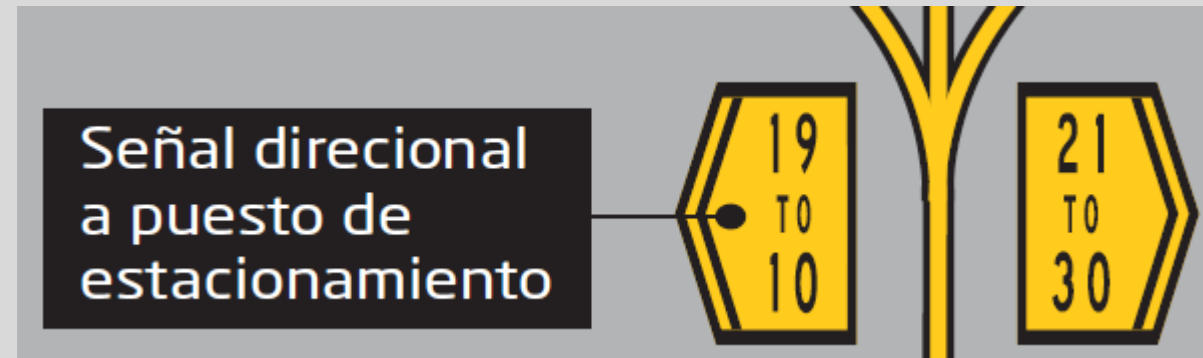 Señal direcional
a puesto de
estacionamiento
19
TO
10
21
TO
30